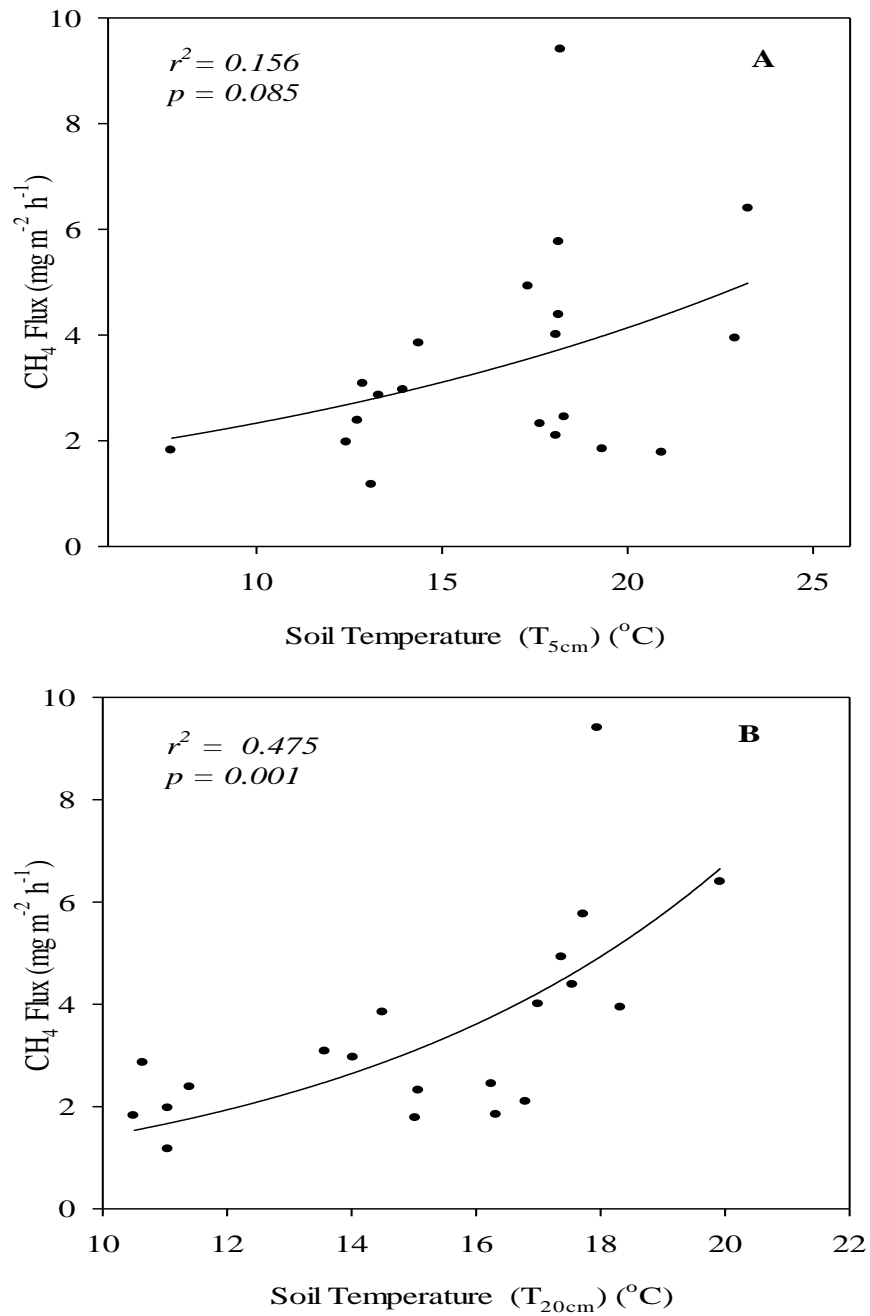 10
r² = 0.156
A
p = 0.085
8
6
4
2
0
CH₄ Flux (mg m⁻² h⁻¹)
10 15 20 25
Soil Temperature (T₅cm) (°C)
10
r² = 0.475
B
p = 0.001
8
6
4
2
0
CH₄ Flux (mg m⁻² h⁻¹)
10 12 14 16 18 20 22
Soil Temperature (T₂₀cm) (°C)